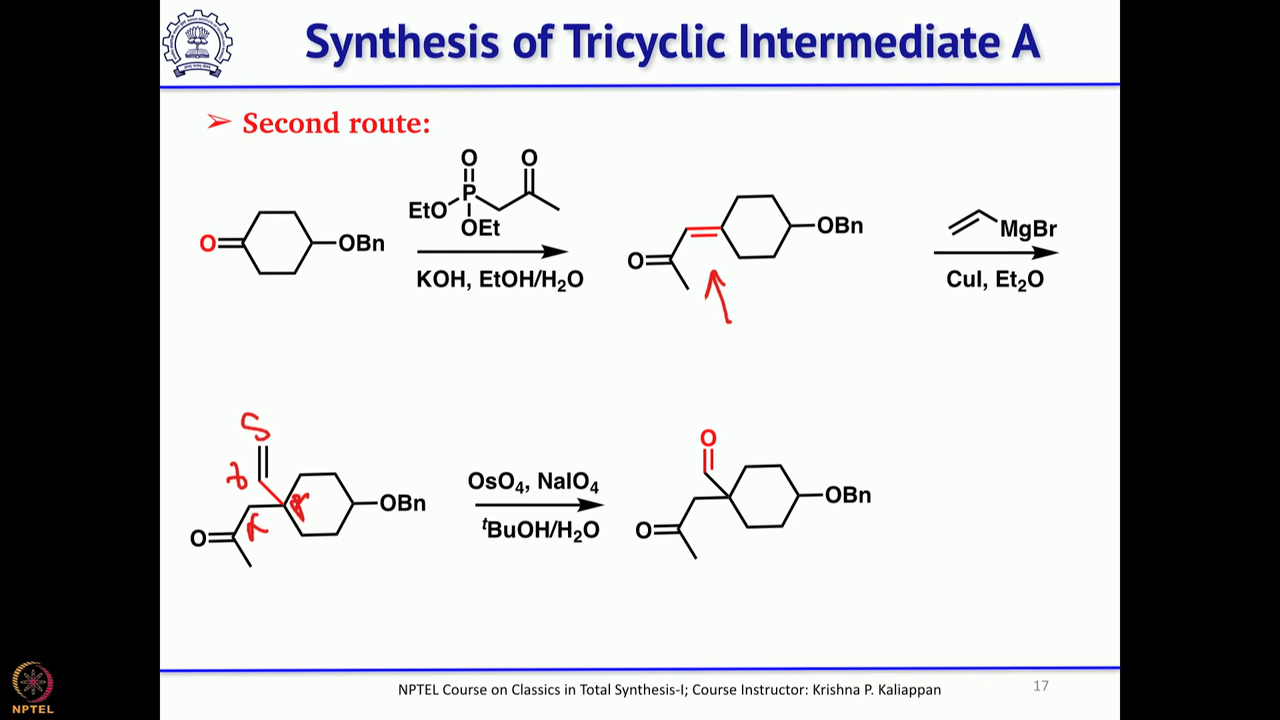 Synthesis of Tricyclic Intermediate A
➢ Second route:
O
O
P
EtO
OEt
O
OBn
KOH, EtOH/H₂O
O
OBn
MgBr
CuI, Et₂O
O
OBn
OsO₄, NaIO₄
ᵗBuOH/H₂O
O
O
OBn
NPTEL
NPTEL Course on Classics in Total Synthesis-I; Course Instructor: Krishna P. Kaliappan
17